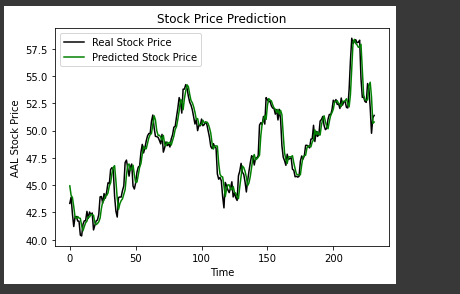 Stock Price Prediction
Real Stock Price
Predicted Stock Price
57.5
55.0
52.5
50.0
47.5
45.0
42.5
40.0
AAL Stock Price
0 50 100 150 200
Time